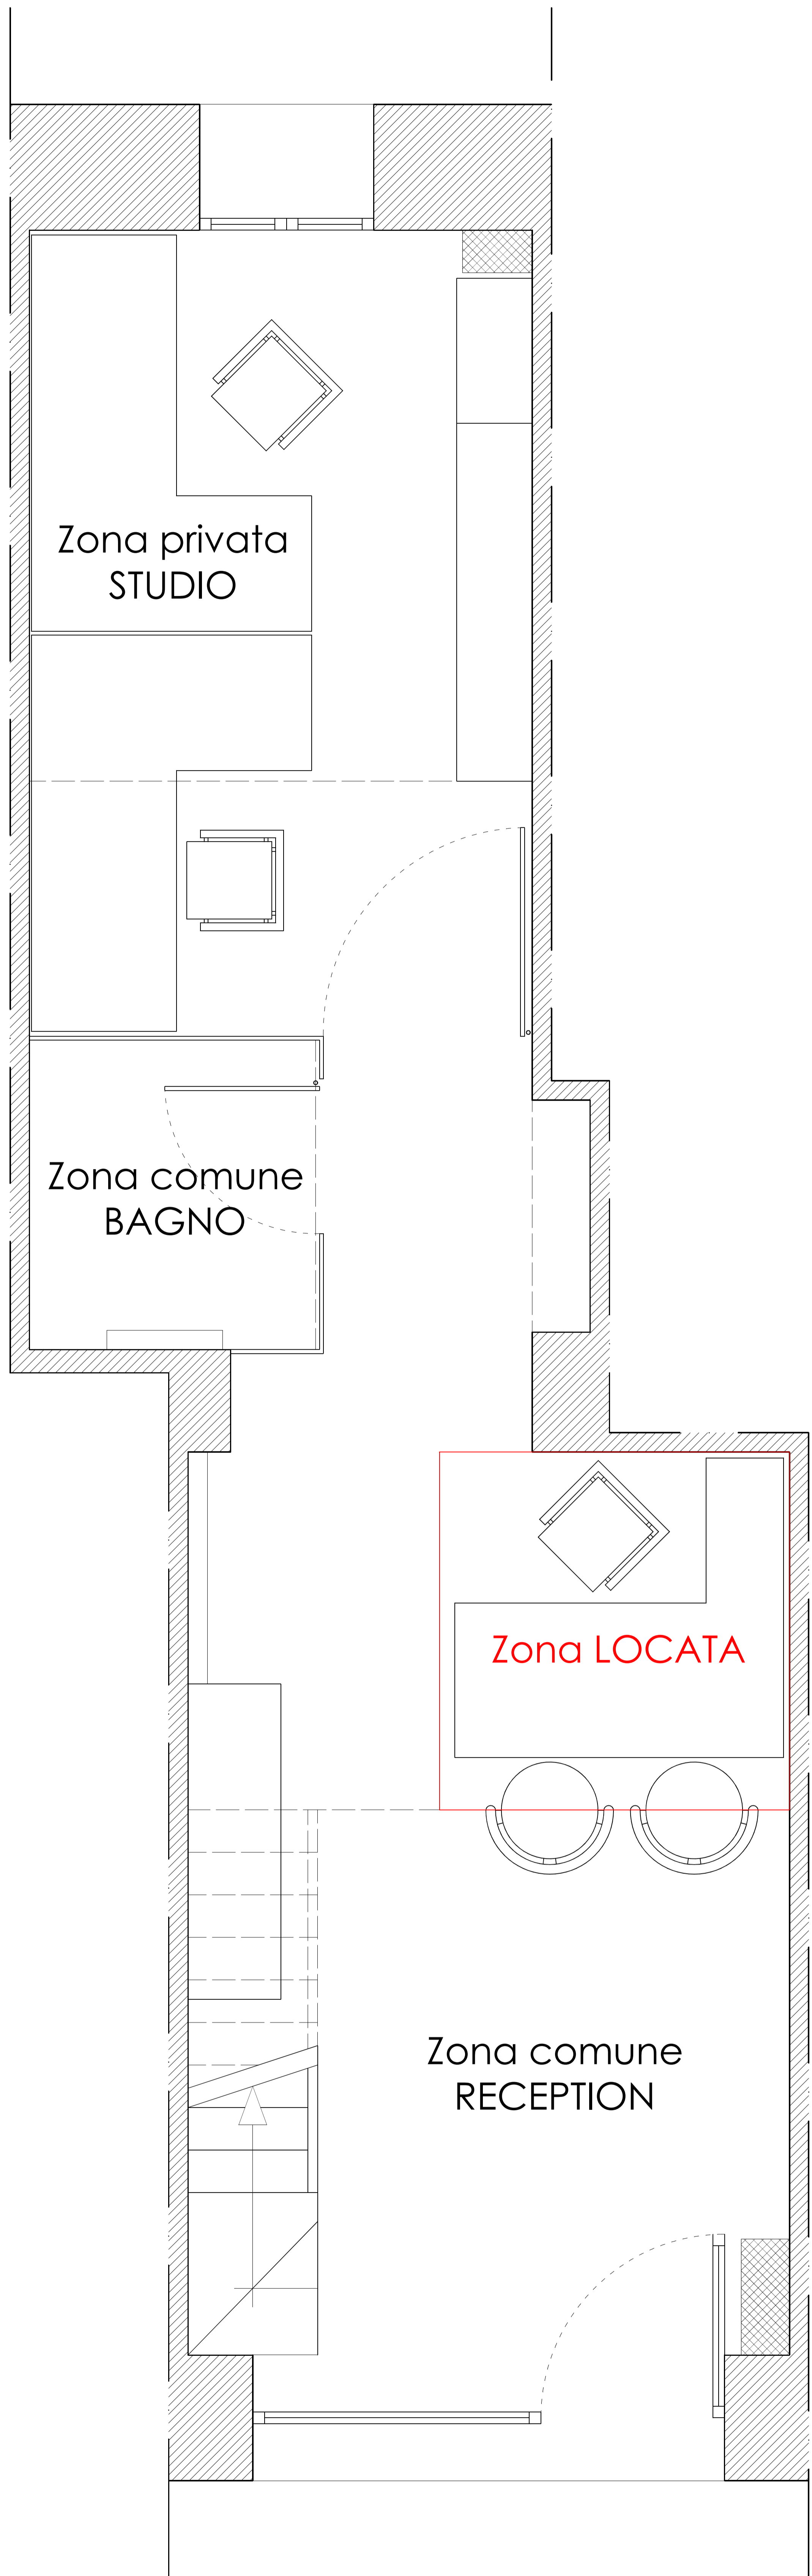 Zona privata
STUDIO
Zona comune
BAGNO
Zona LOCATA
Zona comune
RECEPTION